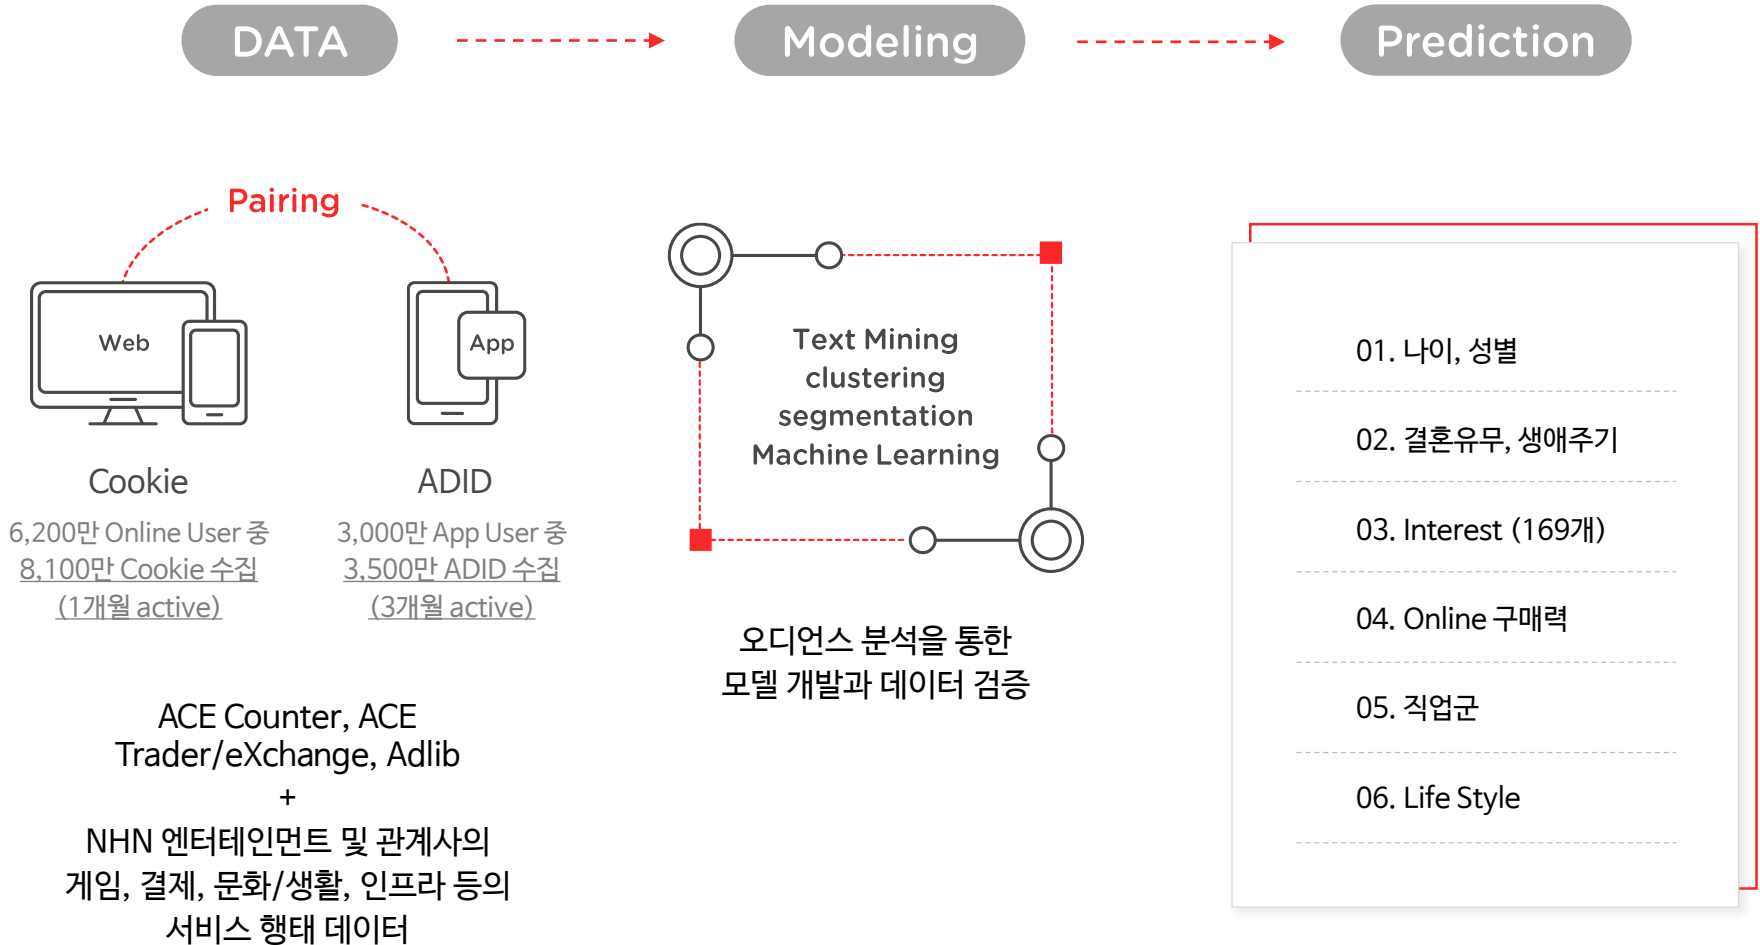 DATA
Modeling
Prediction
Pairing
Web
App
Cookie
6,200만 Online User 중
8,100만 Cookie 수집
(1개월 active)
ADID
3,000만 App User 중
3,500만 ADID 수집
(3개월 active)
ACE Counter, ACE
Trader/eXchange, Adlib
+
NHN 엔터테인먼트 및 관계사의
게임, 결제, 문화/생활, 인프라 등의
서비스 행태 데이터
Text Mining
clustering
segmentation
Machine Learning
오디언스 분석을 통한
모델 개발과 데이터 검증
01. 나이, 성별
02. 결혼유무, 생애주기
03. Interest (169개)
04. Online 구매력
05. 직업군
06. Life Style